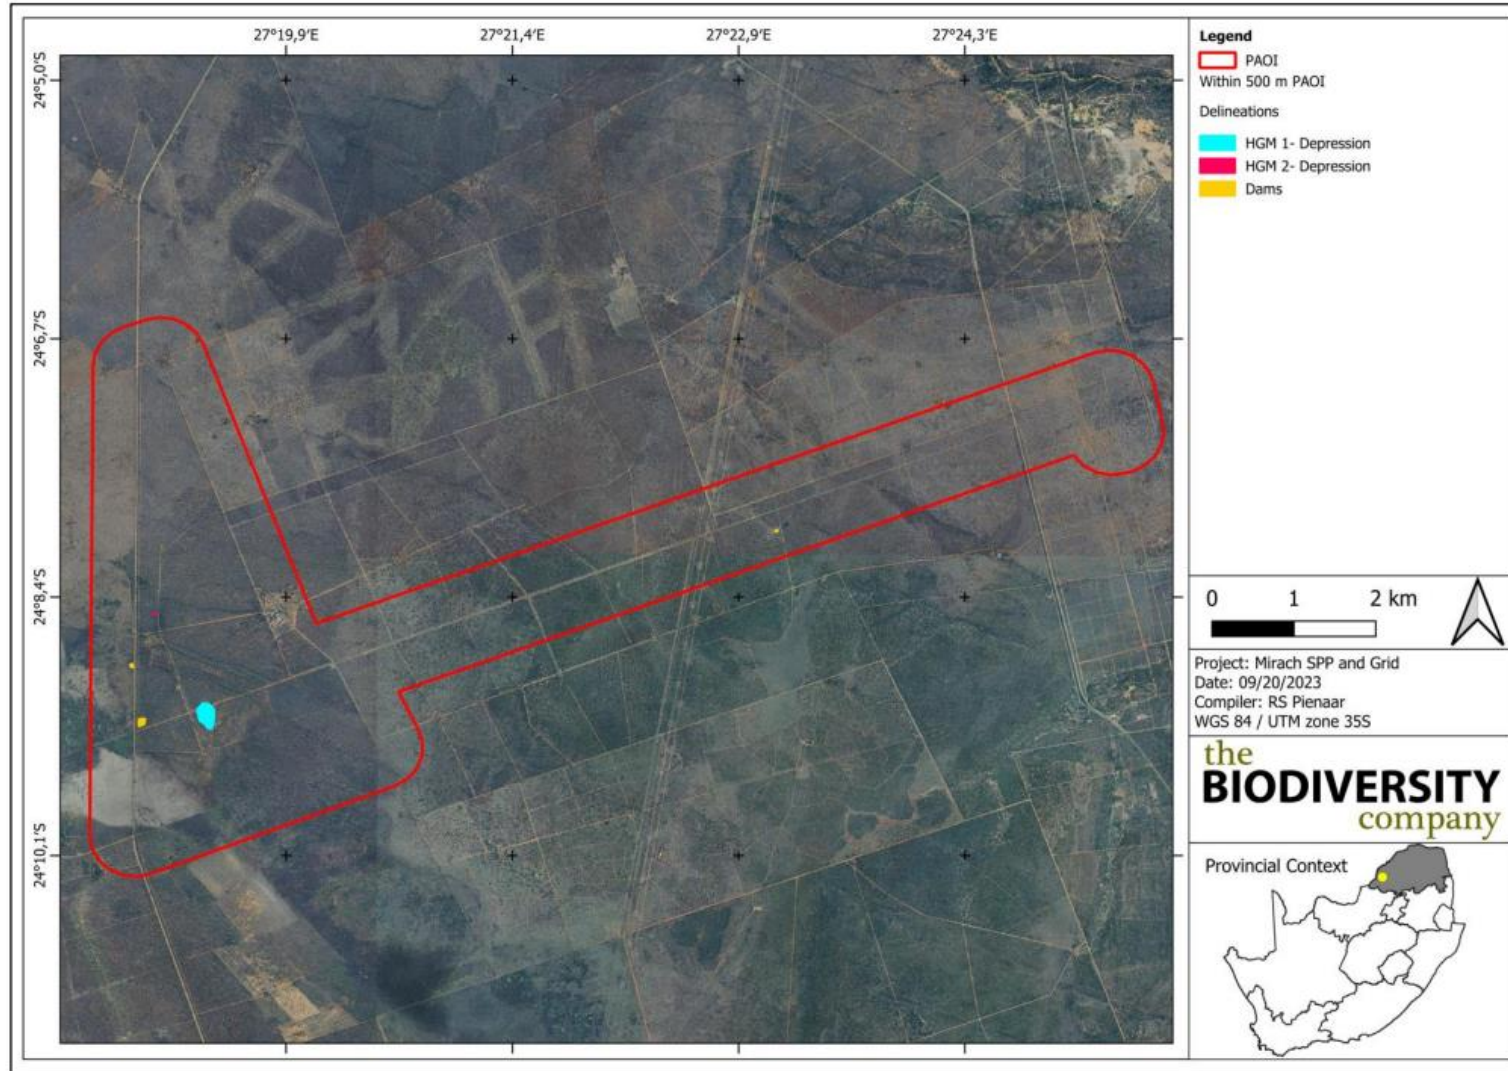 27°19,9'E 27°21,4'E 27°22,9'E 27°24,3'E
24°5,0'S
24°6,7'S
24°8,4'S
24°10,1'S
Legend
PAOI
Within 500 m PAOI
Delineations
HGM 1- Depression
HGM 2- Depression
Dams
0 1 2 km
Project: Mirach SPP and Grid
Date: 09/20/2023
Compiler: RS Pienaar
WGS 84 / UTM zone 35S
the
BIODIVERSITY
company
Provincial Context